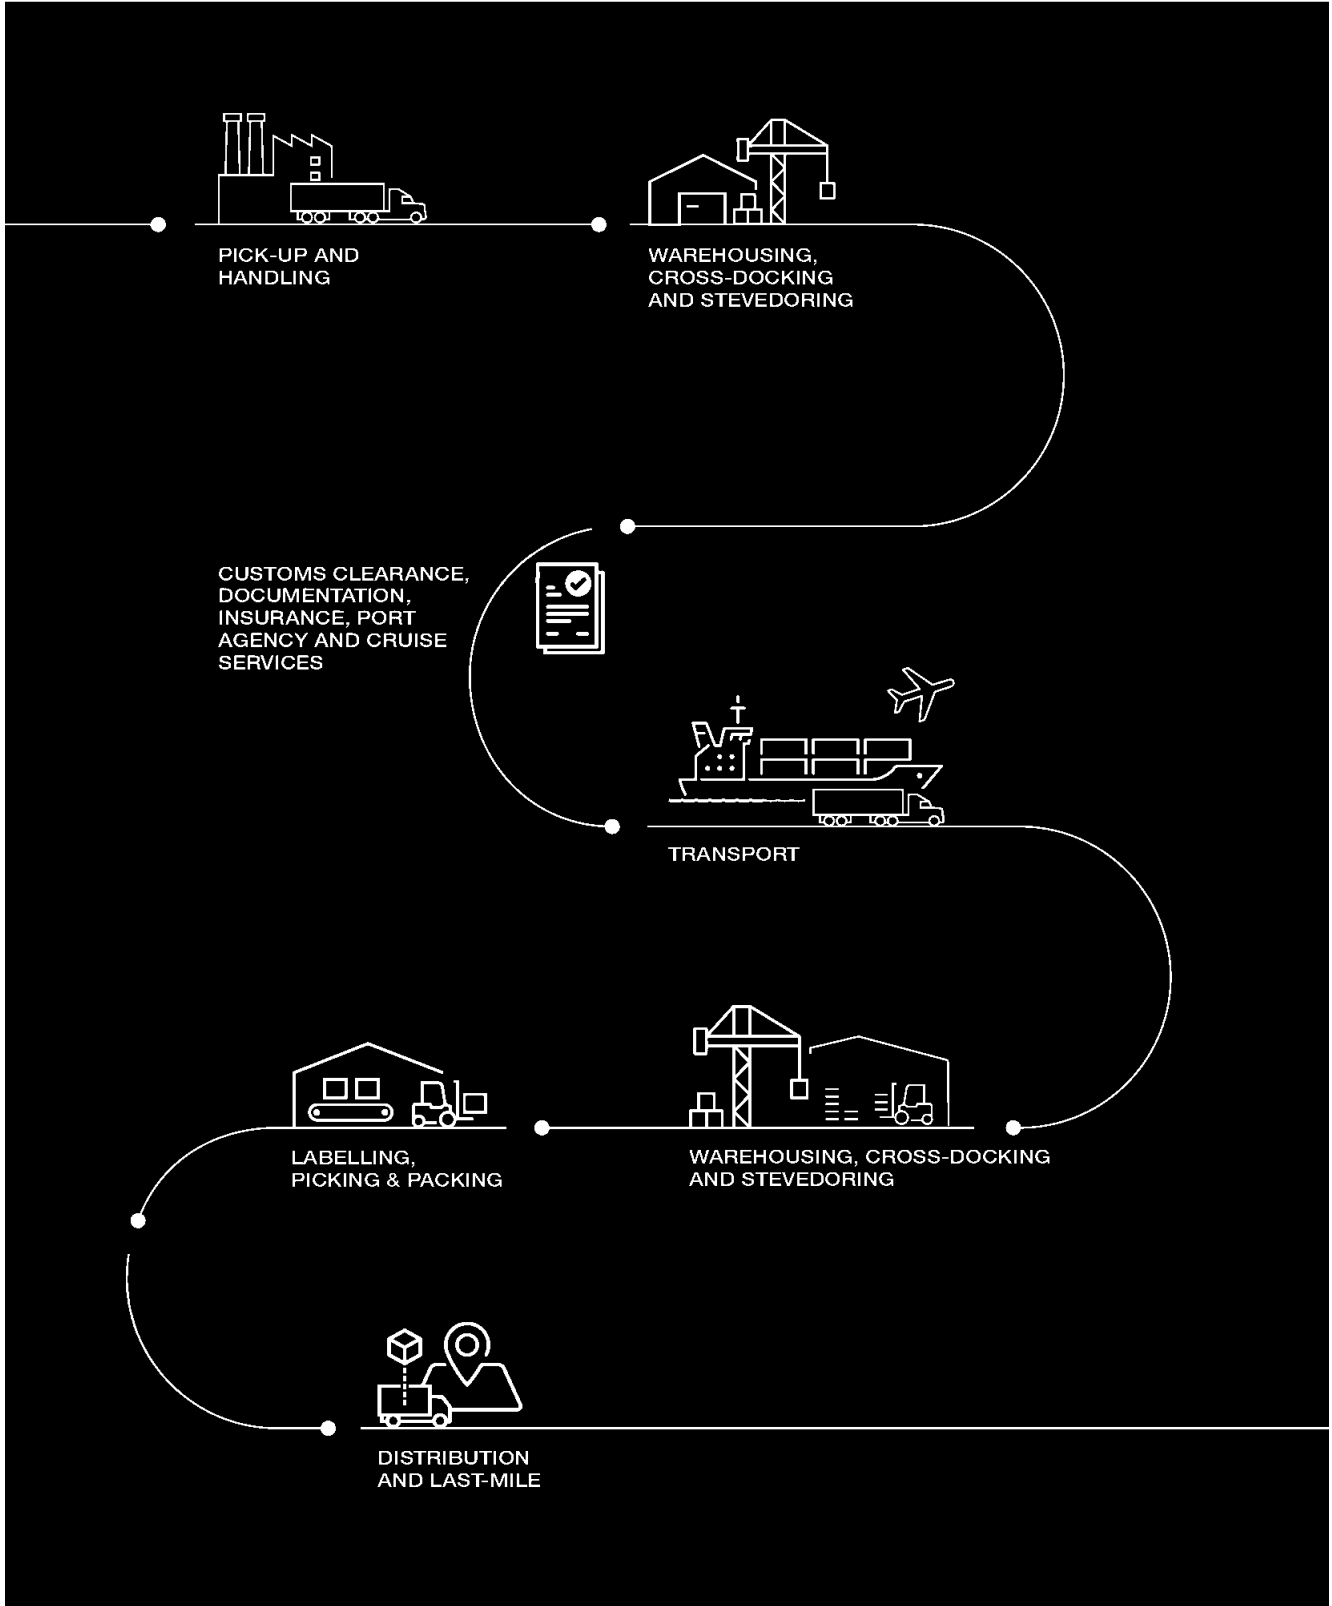 PICK-UP AND
HANDLING
WAREHOUSING,
CROSS-DOCKING
AND STEVEDORING
CUSTOMS CLEARANCE,
DOCUMENTATION,
INSURANCE, PORT
AGENCY AND CRUISE
SERVICES
TRANSPORT
LABELLING,
PICKING & PACKING
WAREHOUSING, CROSS-DOCKING
AND STEVEDORING
DISTRIBUTION
AND LAST-MILE